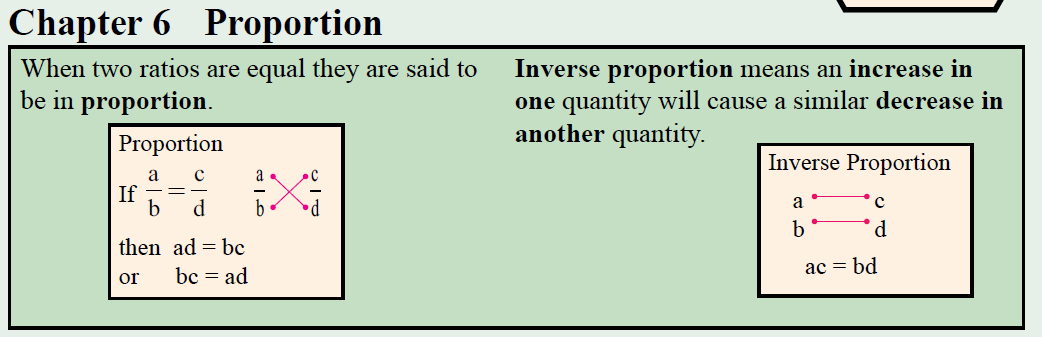 Chapter 6 Proportion
When two ratios are equal they are said to
be in proportion.
Proportion
If a/b = c/d a/b c/d
then ad = bc
or bc = ad
Inverse proportion means an increase in
one quantity will cause a similar decrease in
another quantity.
Inverse Proportion
a c
b d
ac = bd